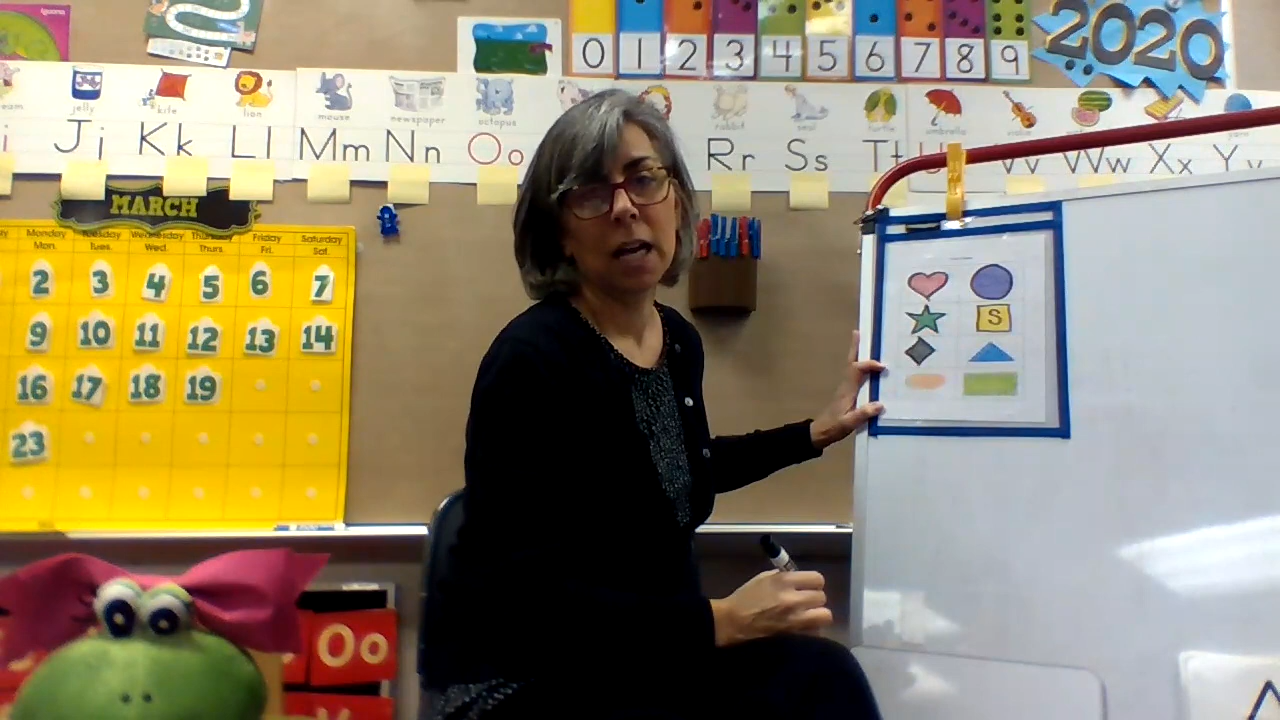 0 1 2 3 4 5 6 7 8 9
2020
jelly kite lion mouse newspaper octopus rabbit seal turtle umbrella violin yarn
i Jj Kk Ll Mm Nn Oo Rr Ss Tt Vv Ww Xx Yy
MARCH
Monday Tuesday Wednesday Thursday Friday Saturday
Mon. Tues. Wed. Thurs. Fri. Sat.
2 3 4 5 6 7
9 10 11 12 13 14
16 17 18 19
23
S
Oo